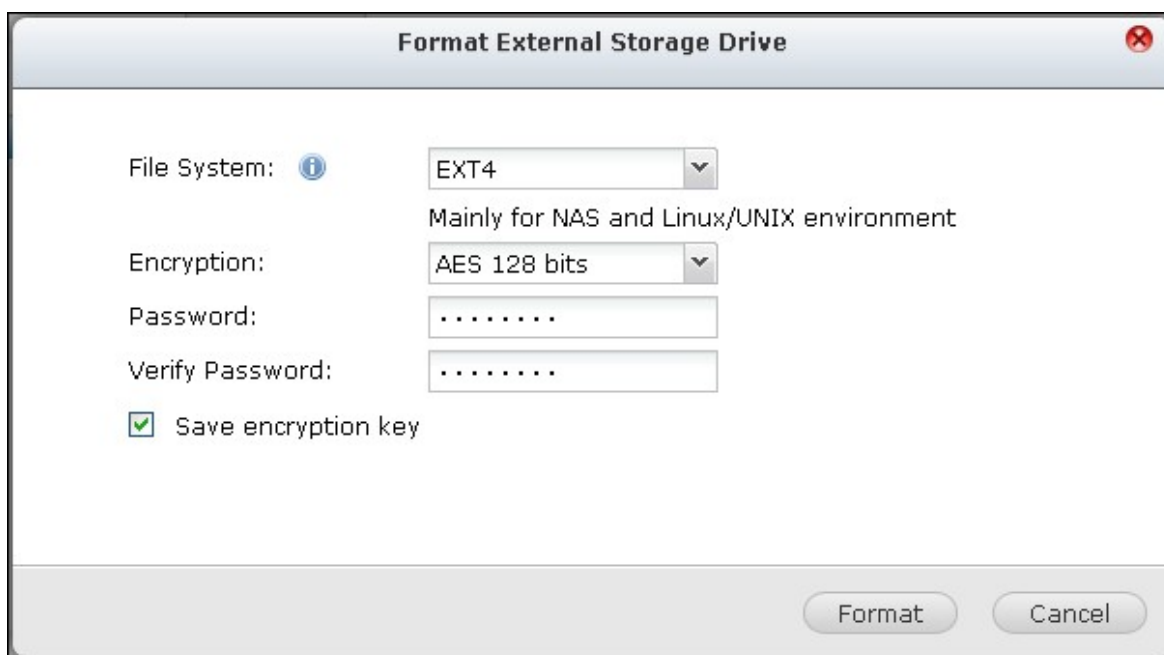 Format External Storage Drive
File System: EXT4
Mainly for NAS and Linux/UNIX environment
Encryption: AES 128 bits
Password: ········
Verify Password: ········
Save encryption key
Format Cancel